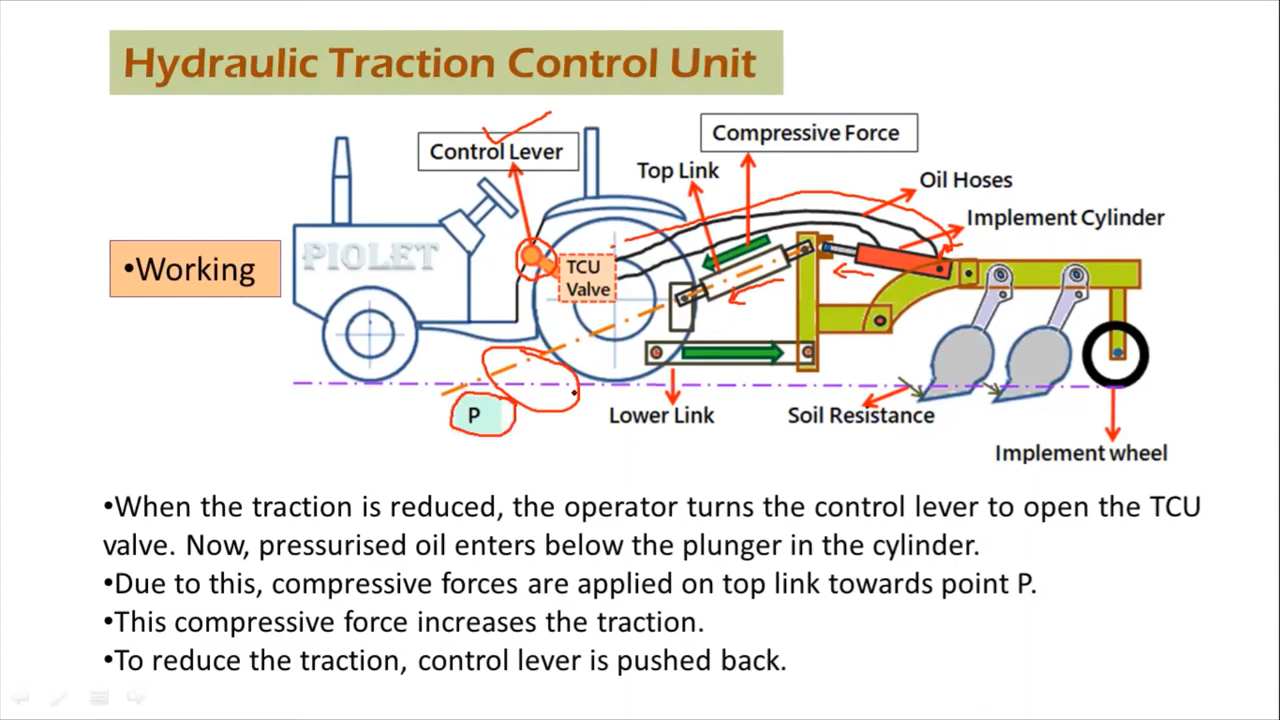 Hydraulic Traction Control Unit
Control Lever
Compressive Force
Top Link
Oil Hoses
Implement Cylinder
•Working
PIOLET
TCU
Valve
P
Lower Link
Soil Resistance
Implement wheel
•When the traction is reduced, the operator turns the control lever to open the TCU
valve. Now, pressurised oil enters below the plunger in the cylinder.
•Due to this, compressive forces are applied on top link towards point P.
•This compressive force increases the traction.
•To reduce the traction, control lever is pushed back.